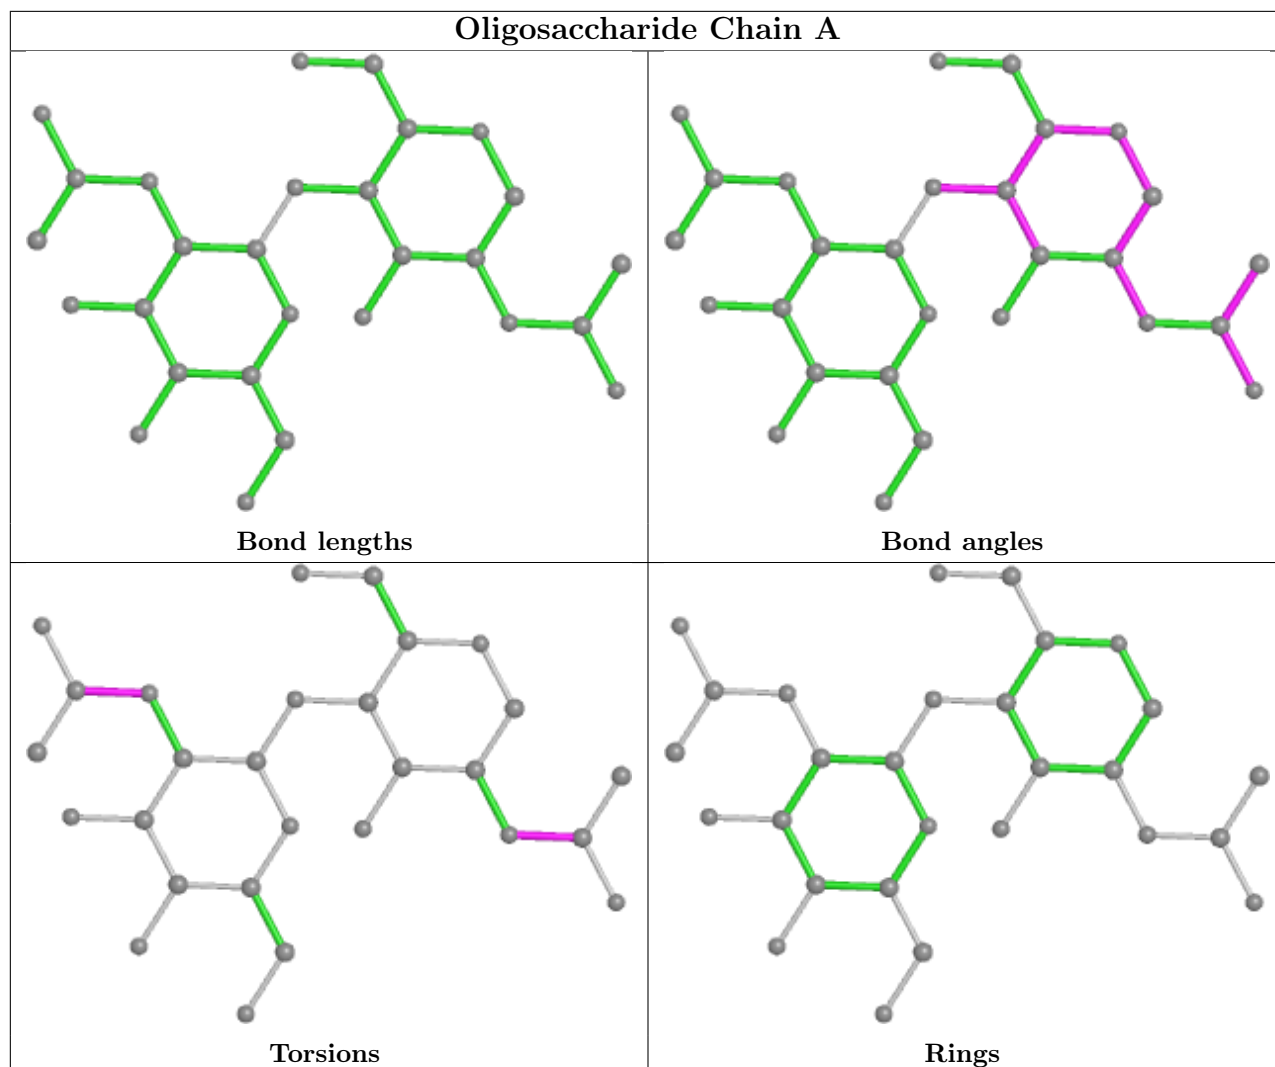 Oligosaccharide Chain A
Bond lengths
Bond angles
Torsions
Rings